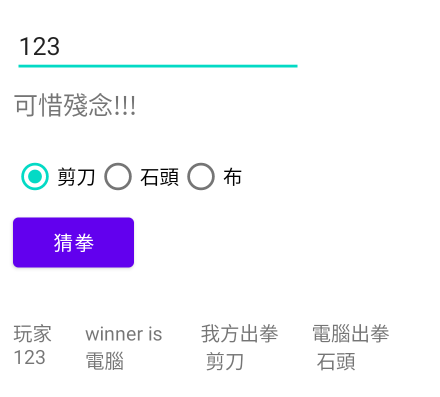 123
可惜殘念!!!
剪刀 石頭 布
猜拳
玩家 winner is 我方出拳 電腦出拳
123 電腦 剪刀 石頭